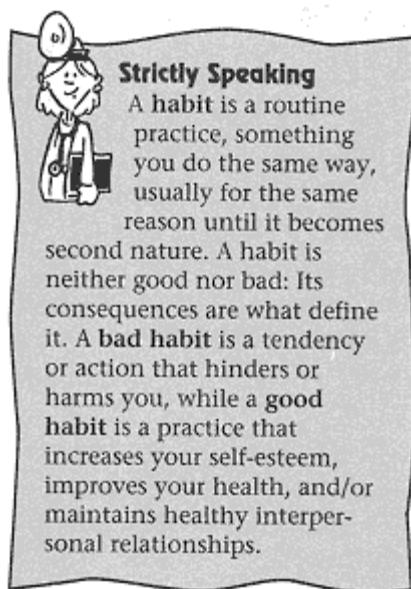 Strictly Speaking
A habit is a routine
practice, something
you do the same way,
usually for the same
reason until it becomes
second nature. A habit is
neither good nor bad: Its
consequences are what define
it. A bad habit is a tendency
or action that hinders or
harms you, while a good
habit is a practice that
increases your self-esteem,
improves your health, and/or
maintains healthy interper-
sonal relationships.